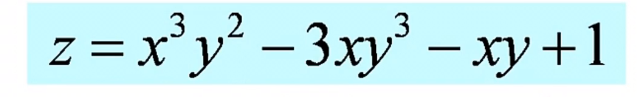 z = x³y² − 3xy³ − xy + 1